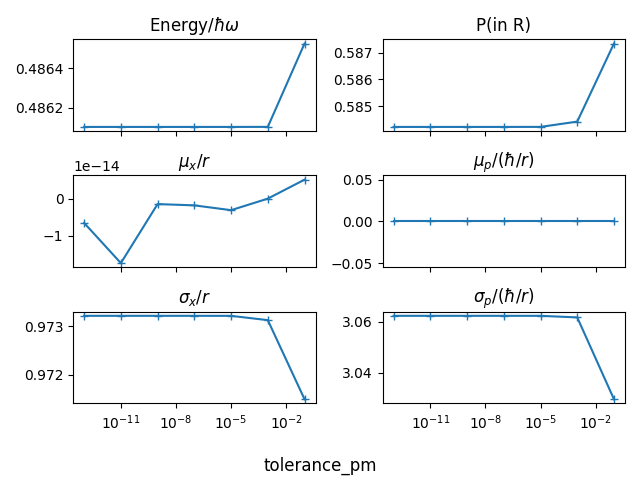 Energy/ħω
0.4864
0.4862
P(in R)
0.587
0.586
0.585
μₓ/r
1e−14
0
−1
μₚ/(ħ/r)
0.05
0.00
−0.05
σₓ/r
0.973
0.972
10⁻¹¹ 10⁻⁸ 10⁻⁵ 10⁻²
σₚ/(ħ/r)
3.06
3.04
10⁻¹¹ 10⁻⁸ 10⁻⁵ 10⁻²
tolerance_pm